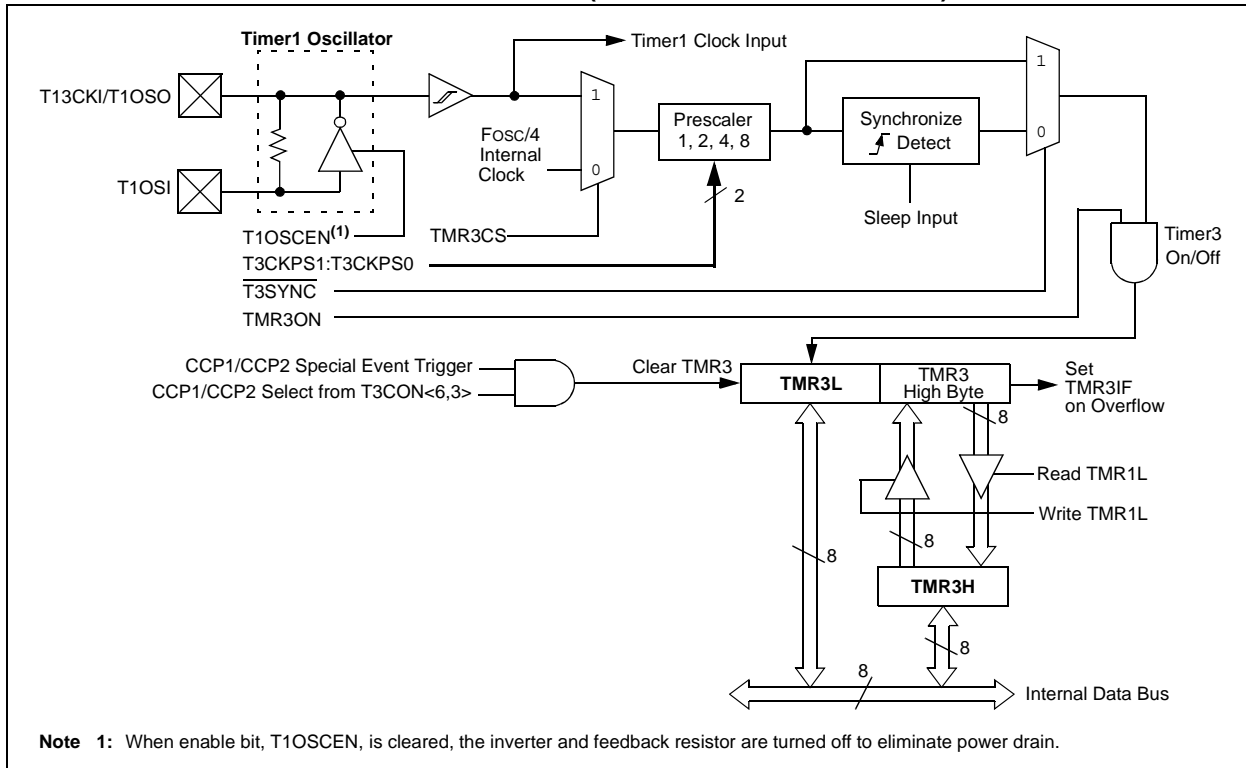 Timer1 Oscillator
Timer1 Clock Input
T13CKI/T1OSO
T1OSI
1
FOSC/4
Internal
Clock
0
Prescaler
1, 2, 4, 8
Synchronize
Detect
1
0
2
Sleep Input
T1OSCEN(1)
TMR3CS
T3CKPS1:T3CKPS0
T3SYNC
TMR3ON
Timer3
On/Off
CCP1/CCP2 Special Event Trigger
CCP1/CCP2 Select from T3CON<6,3>
Clear TMR3
TMR3L
TMR3
High Byte
Set
TMR3IF
on Overflow
8
Read TMR1L
Write TMR1L
8
8
TMR3H
8
8
Internal Data Bus
Note 1: When enable bit, T1OSCEN, is cleared, the inverter and feedback resistor are turned off to eliminate power drain.